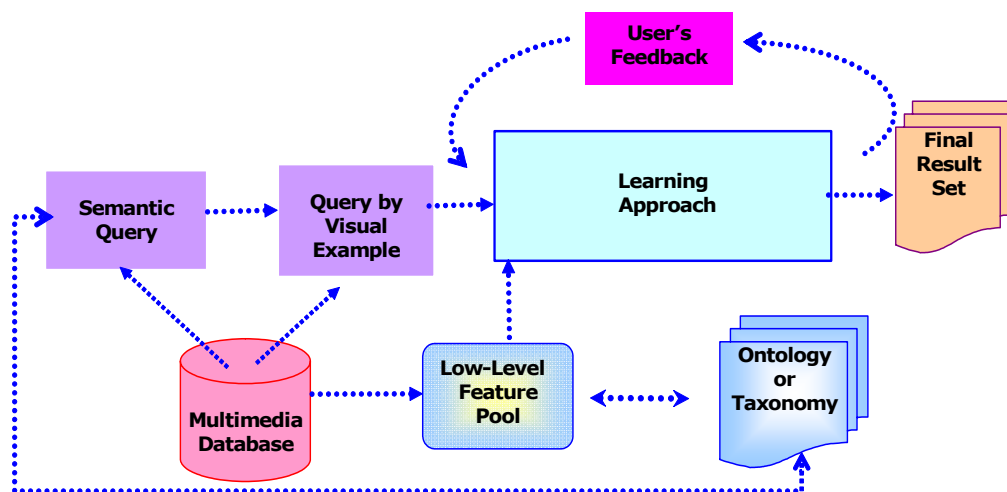 User's
Feedback
Final
Result
Set
Learning
Approach
Semantic
Query
Query by
Visual
Example
Multimedia
Database
Low-Level
Feature
Pool
Ontology
or
Taxonomy